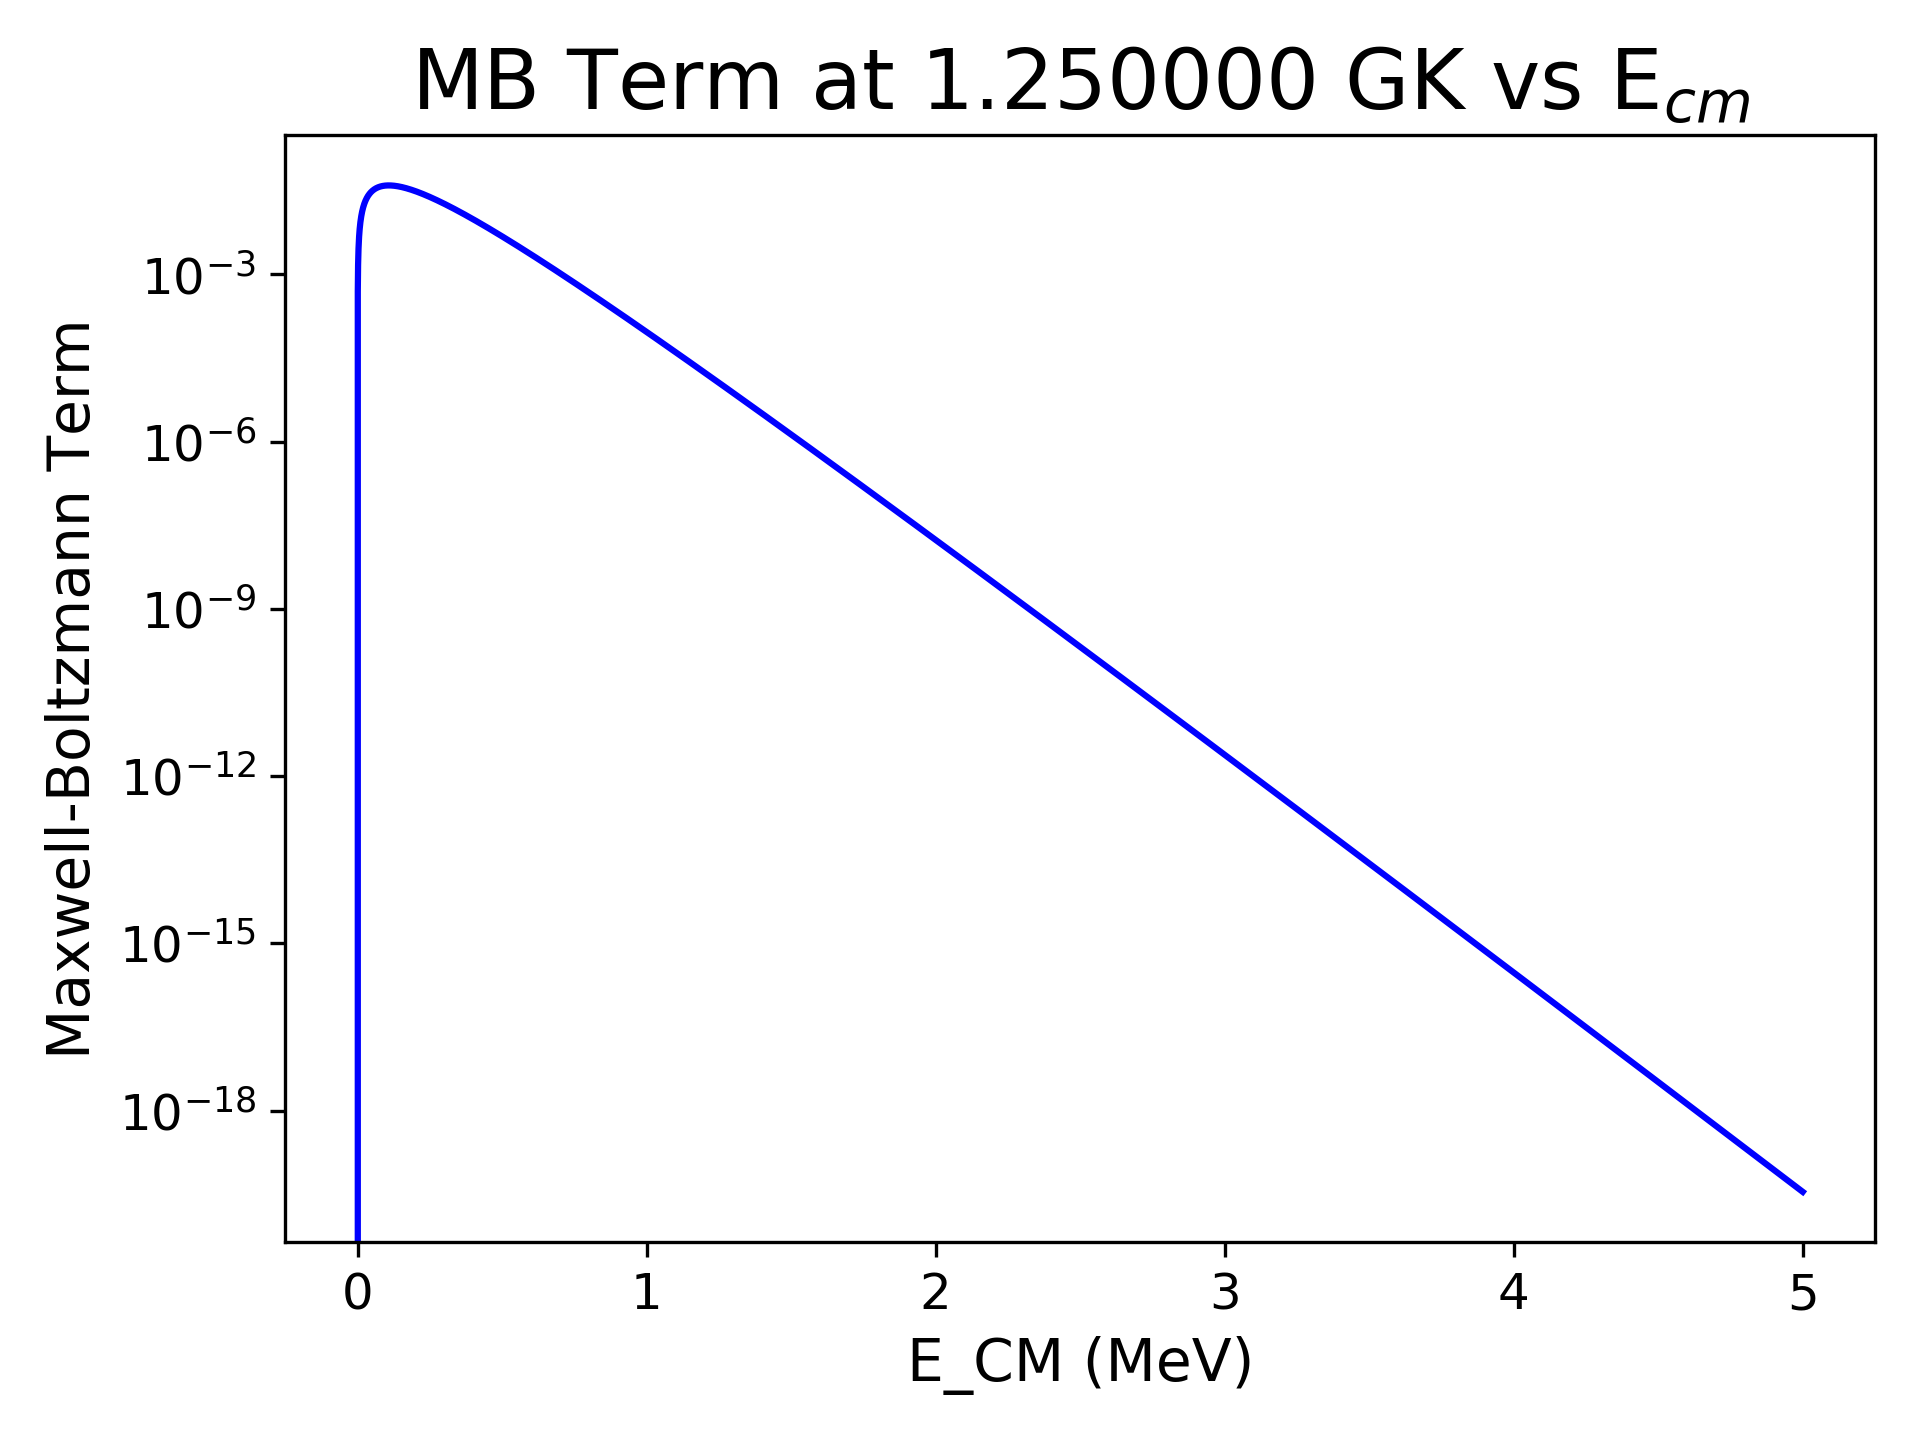 MB Term at 1.250000 GK vs E_{cm}
Maxwell-Boltzmann Term
10^{−3}
10^{−6}
10^{−9}
10^{−12}
10^{−15}
10^{−18}
0 1 2 3 4 5
E_CM (MeV)